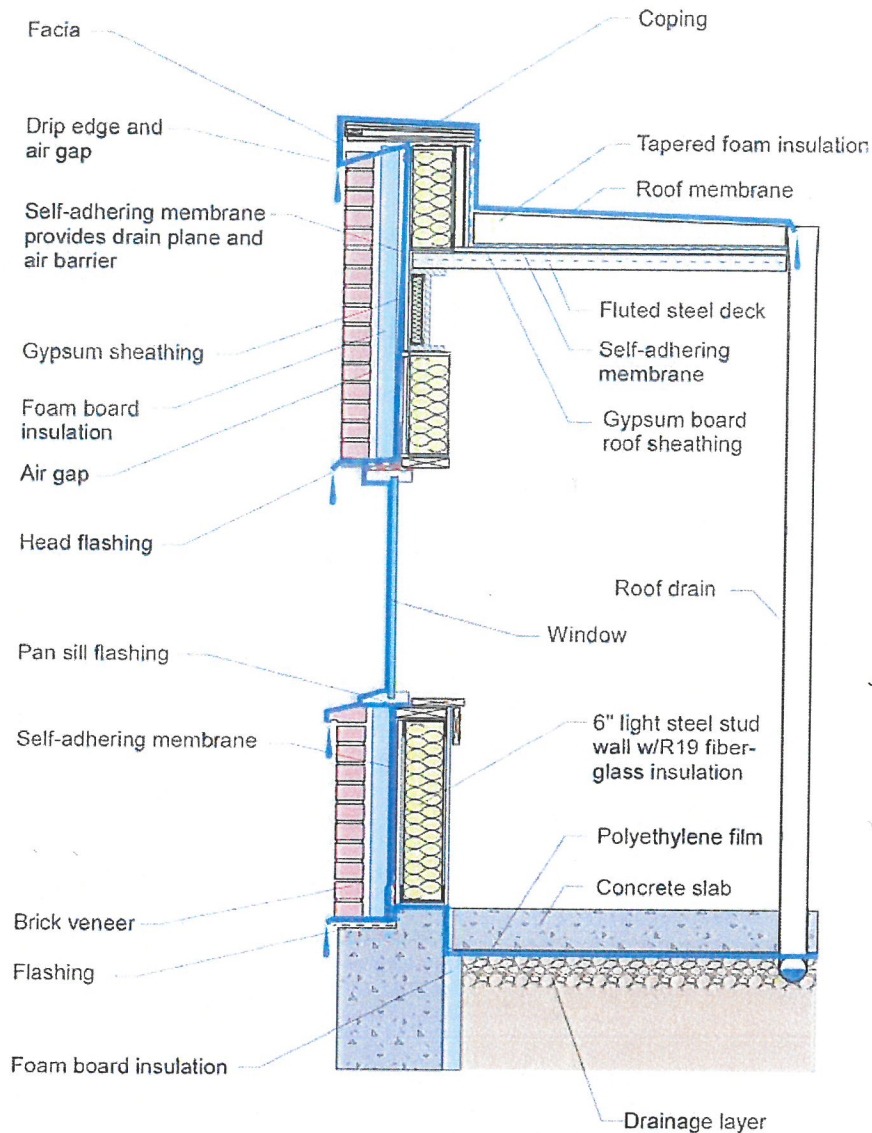 Facia
Coping
Drip edge and
air gap
Tapered foam insulation
Roof membrane
Self-adhering membrane
provides drain plane and
air barrier
Fluted steel deck
Gypsum sheathing
Self-adhering
membrane
Foam board
insulation
Gypsum board
roof sheathing
Air gap
Head flashing
Roof drain
Window
Pan sill flashing
Self-adhering membrane
6" light steel stud
wall w/R19 fiber-
glass insulation
Polyethylene film
Concrete slab
Brick veneer
Flashing
Foam board insulation
Drainage layer